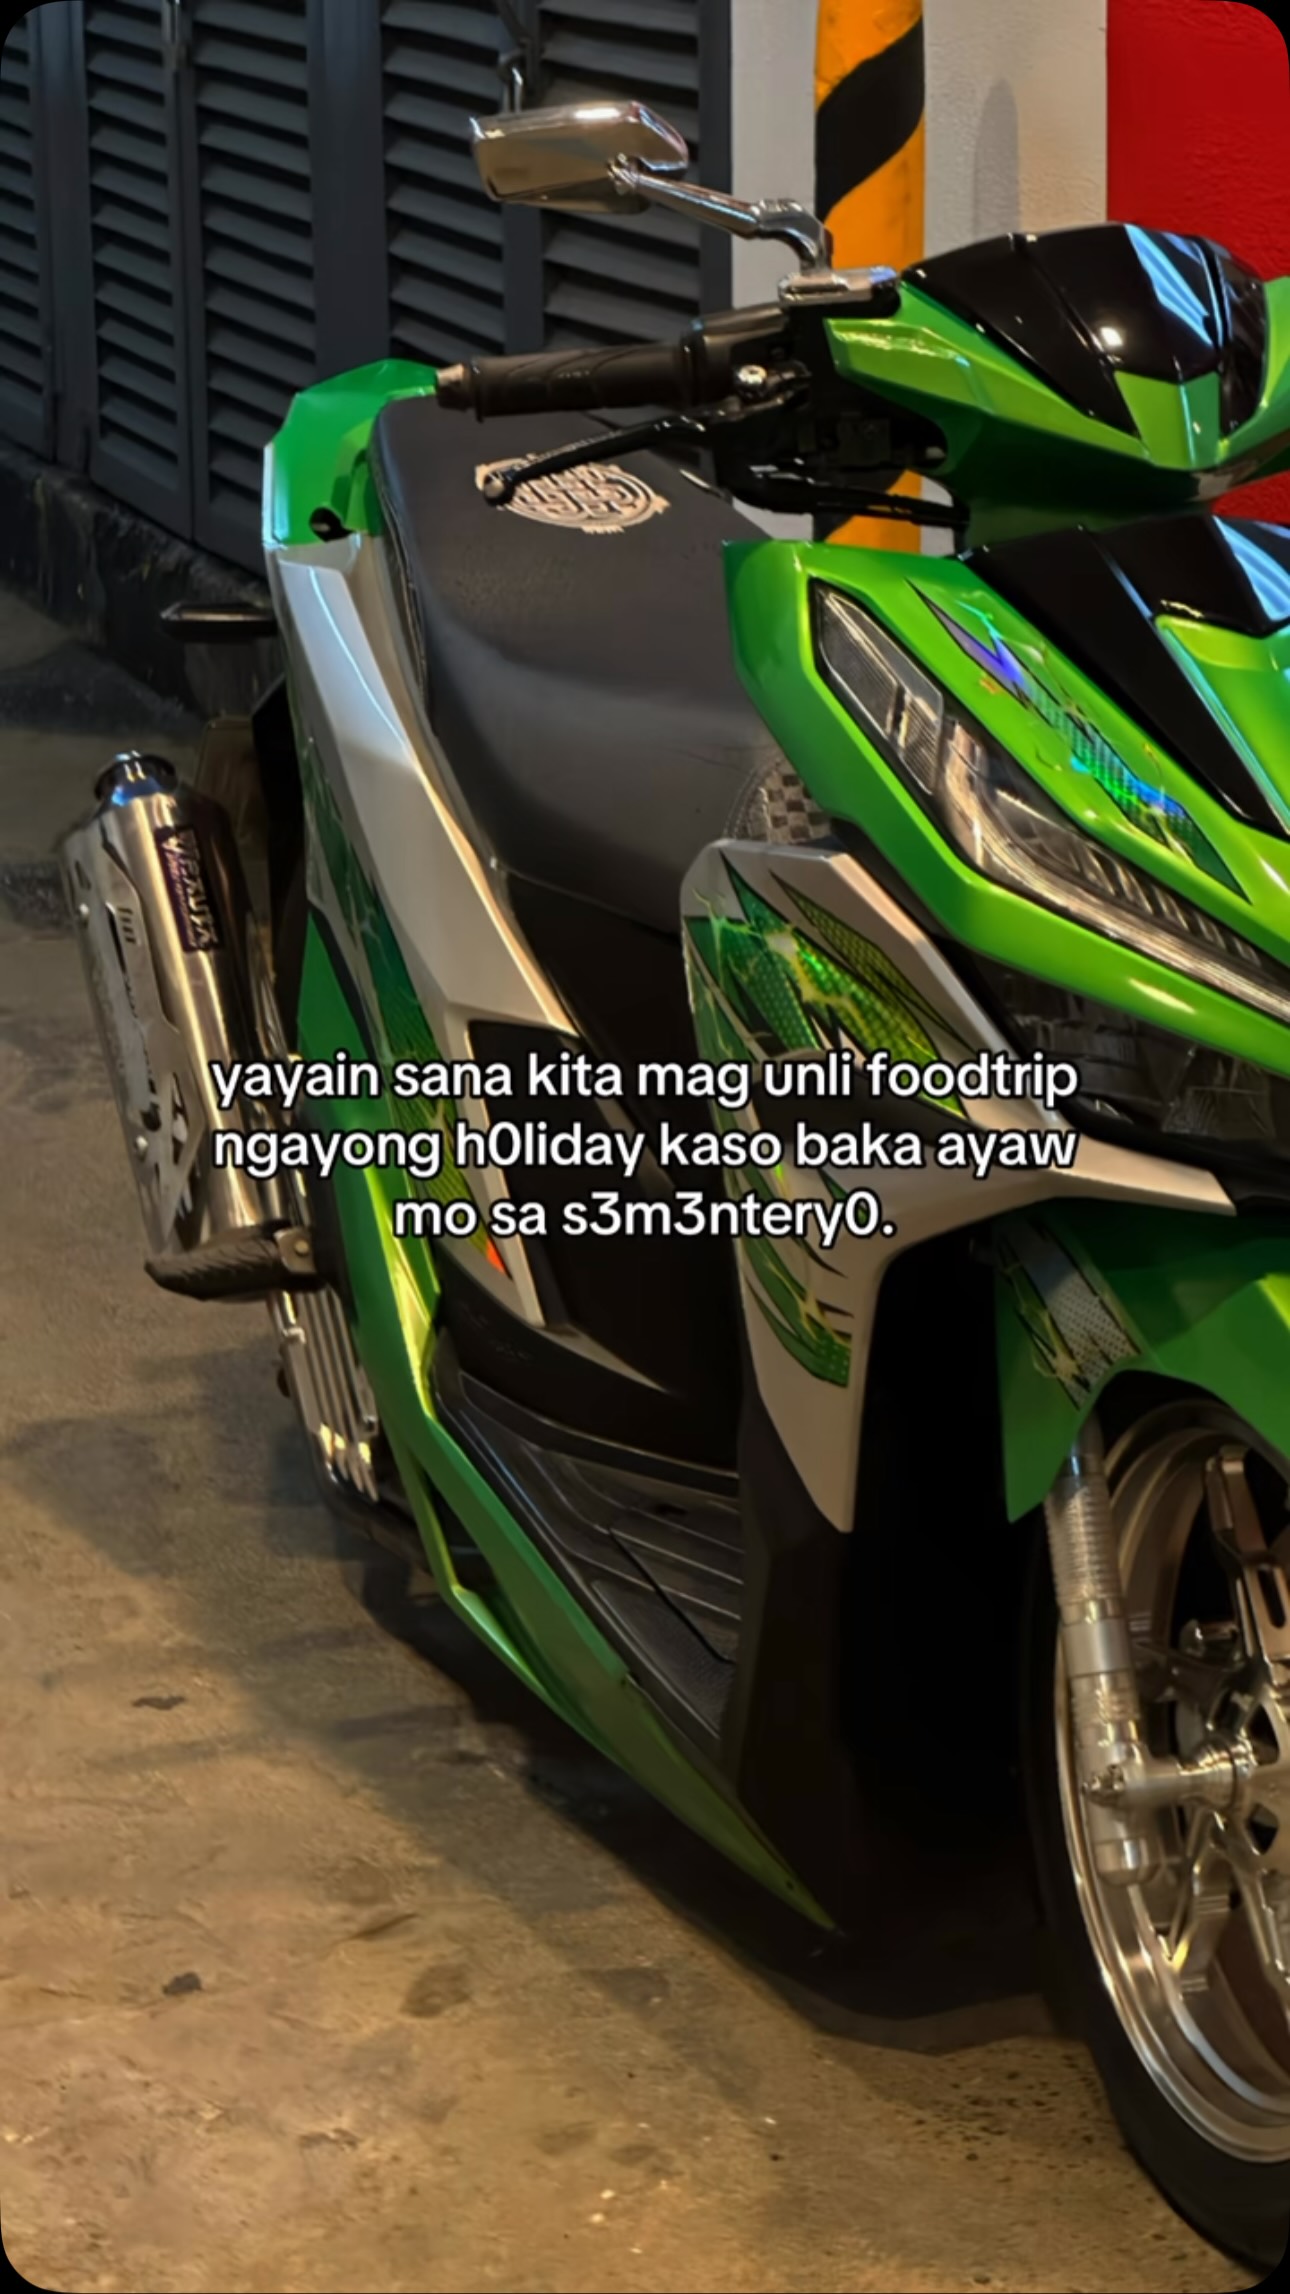 yayain sana kita mag unli foodtrip
ngayong h0liday kaso baka ayaw
mo sa s3m3ntery0.